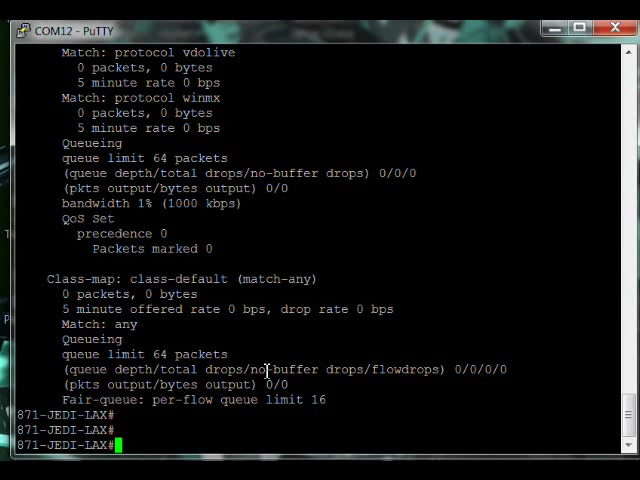 COM12 - PuTTY
Match: protocol vdolive
0 packets, 0 bytes
5 minute rate 0 bps
Match: protocol winmx
0 packets, 0 bytes
5 minute rate 0 bps
Queueing
queue limit 64 packets
(queue depth/total drops/no-buffer drops) 0/0/0
(pkts output/bytes output) 0/0
bandwidth 1% (1000 kbps)
QoS Set
precedence 0
Packets marked 0
Class-map: class-default (match-any)
0 packets, 0 bytes
5 minute offered rate 0 bps, drop rate 0 bps
Match: any
Queueing
queue limit 64 packets
(queue depth/total drops/no-buffer drops/flowdrops) 0/0/0/0
(pkts output/bytes output) 0/0
Fair-queue: per-flow queue limit 16
871-JEDI-LAX#
871-JEDI-LAX#
871-JEDI-LAX#